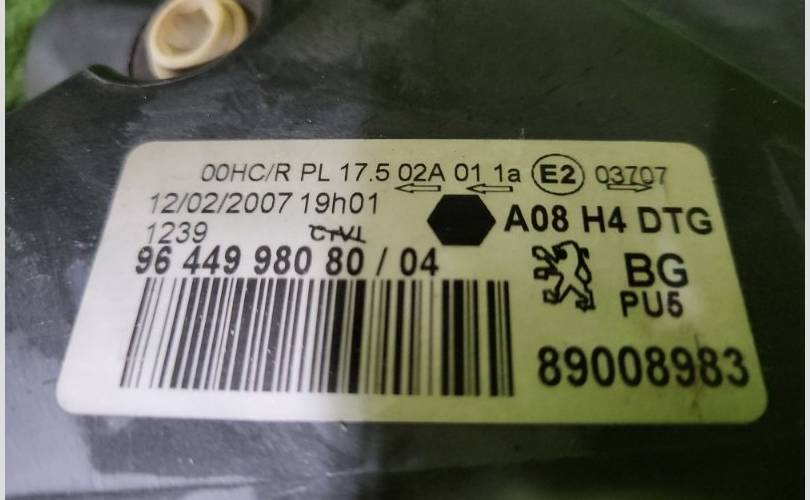 00HC/R PL 17.5 02A 01 1a E2 03707
12/02/2007 19h01
A08 H4 DTG
1239
96 449 980 80 / 04
BG
PU5
89008983